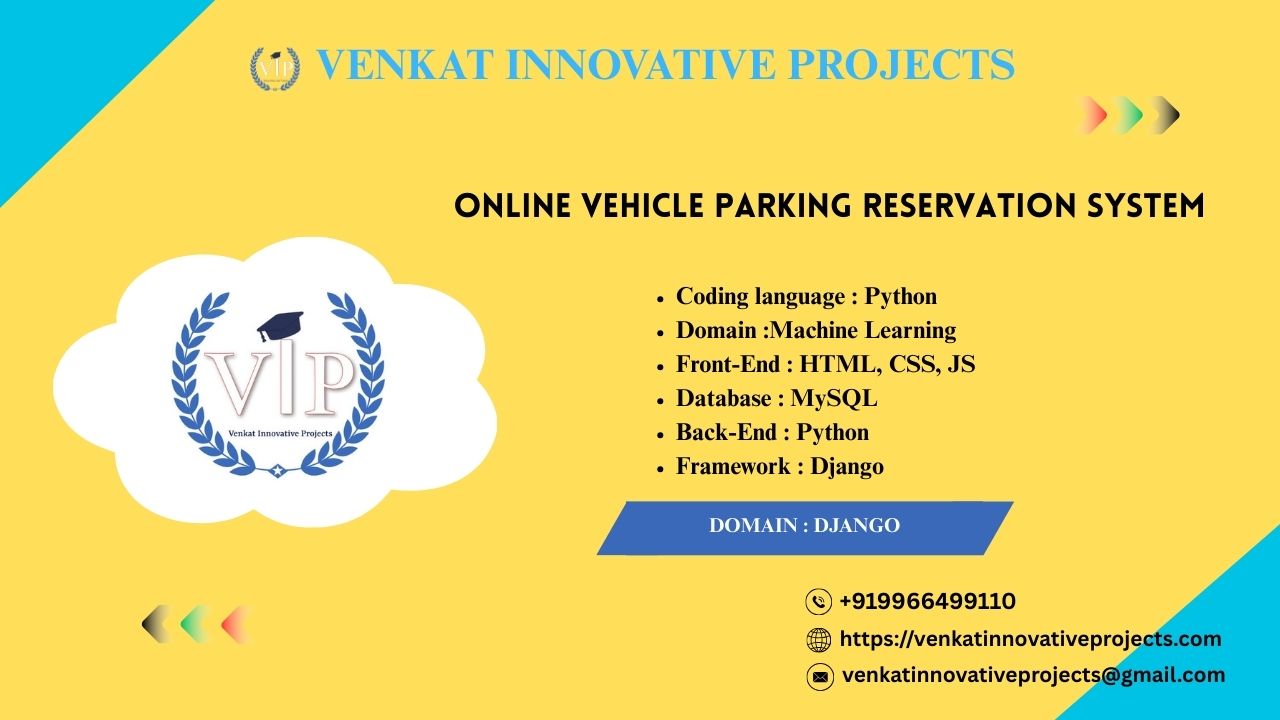 VIP
VENKAT INNOVATIVE PROJECTS
ONLINE VEHICLE PARKING RESERVATION SYSTEM
VIP
Venkat Innovative Projects
• Coding language : Python
• Domain :Machine Learning
• Front-End : HTML, CSS, JS
• Database : MySQL
• Back-End : Python
• Framework : Django
DOMAIN : DJANGO
+919966499110
https://venkatinnovativeprojects.com
venkatinnovativeprojects@gmail.com